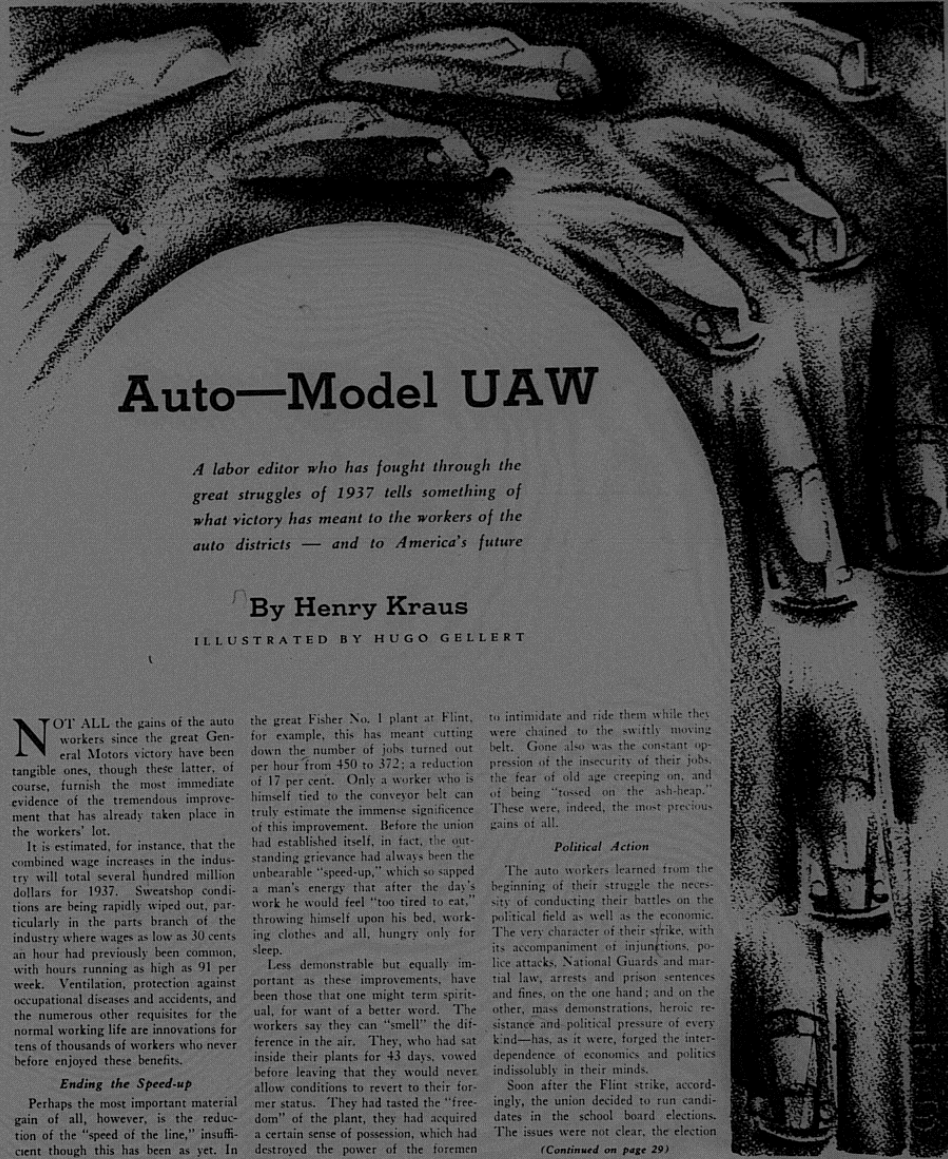 Auto—Model UAW
A labor editor who has fought through the
great struggles of 1937 tells something of
what victory has meant to the workers of the
auto districts — and to America's future
By Henry Kraus
ILLUSTRATED BY HUGO GELLERT
NOT ALL the gains of the auto
workers since the great Gen-
eral Motors victory have been
tangible ones, though these latter, of
course, furnish the most immediate
evidence of the tremendous improve-
ment that has already taken place in
the workers' lot.
It is estimated, for instance, that the
combined wage increases in the indus-
try will total several hundred million
dollars for 1937. Sweatshop condi-
tions are being rapidly wiped out, par-
ticularly in the parts branch of the
industry where wages as low as 30 cents
an hour had previously been common,
with hours running as high as 91 per
week. Ventilation, protection against
occupational diseases and accidents, and
the numerous other requisites for the
normal working life are innovations for
tens of thousands of workers who never
before enjoyed these benefits.
Ending the Speed-up
Perhaps the most important material
gain of all, however, is the reduc-
tion of the "speed of the line," insuffi-
cient though this has been as yet. In
the great Fisher No. 1 plant at Flint,
for example, this has meant cutting
down the number of jobs turned out
per hour from 450 to 372; a reduction
of 17 per cent. Only a worker who is
himself tied to the conveyor belt can
truly estimate the immense significence
of this improvement. Before the union
had established itself, in fact, the out-
standing grievance had always been the
unbearable "speed-up," which so sapped
a man's energy that after the day's
work he would feel "too tired to eat,"
throwing himself upon his bed, work-
ing clothes and all, hungry only for
sleep.
Less demonstrable but equally im-
portant as these improvements, have
been those that one might term spirit-
ual, for want of a better word. The
workers say they can "smell" the dif-
ference in the air. They, who had sat
inside their plants for 43 days, vowed
before leaving that they would never
allow conditions to revert to their for-
mer status. They had tasted the "free-
dom" of the plant, they had acquired
a certain sense of possession, which had
destroyed the power of the foremen
to intimidate and ride them while they
were chained to the swiftly moving
belt. Gone also was the constant op-
pression of the insecurity of their jobs,
the fear of old age creeping on, and
of being "tossed on the ash-heap."
These were, indeed, the most precious
gains of all.
Political Action
The auto workers learned from the
beginning of their struggle the neces-
sity of conducting their battles on the
political field as well as the economic.
The very character of their strike, with
its accompaniment of injunctions, po-
lice attacks, National Guards and mar-
tial law, arrests and prison sentences
and fines, on the one hand; and on the
other, mass demonstrations, heroic re-
sistance and political pressure of every
kind—has, as it were, forged the inter-
dependence of economics and politics
indissolubly in their minds.
Soon after the Flint strike, accord-
ingly, the union decided to run candi-
dates in the school board elections.
The issues were not clear, the election
(Continued on page 29)